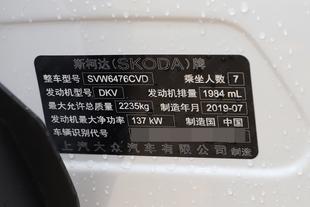 斯柯达(ŠKODA)牌
整车型号 SVW6476CVD 乘坐人数 7
发动机型号 DKV 发动机排量 1984 mL
最大允许总质量 2235kg 制造年月 2019-07
发动机最大净功率 137 kW 制造国 中国
车辆识别代号
上汽大众汽车有限公司 制造